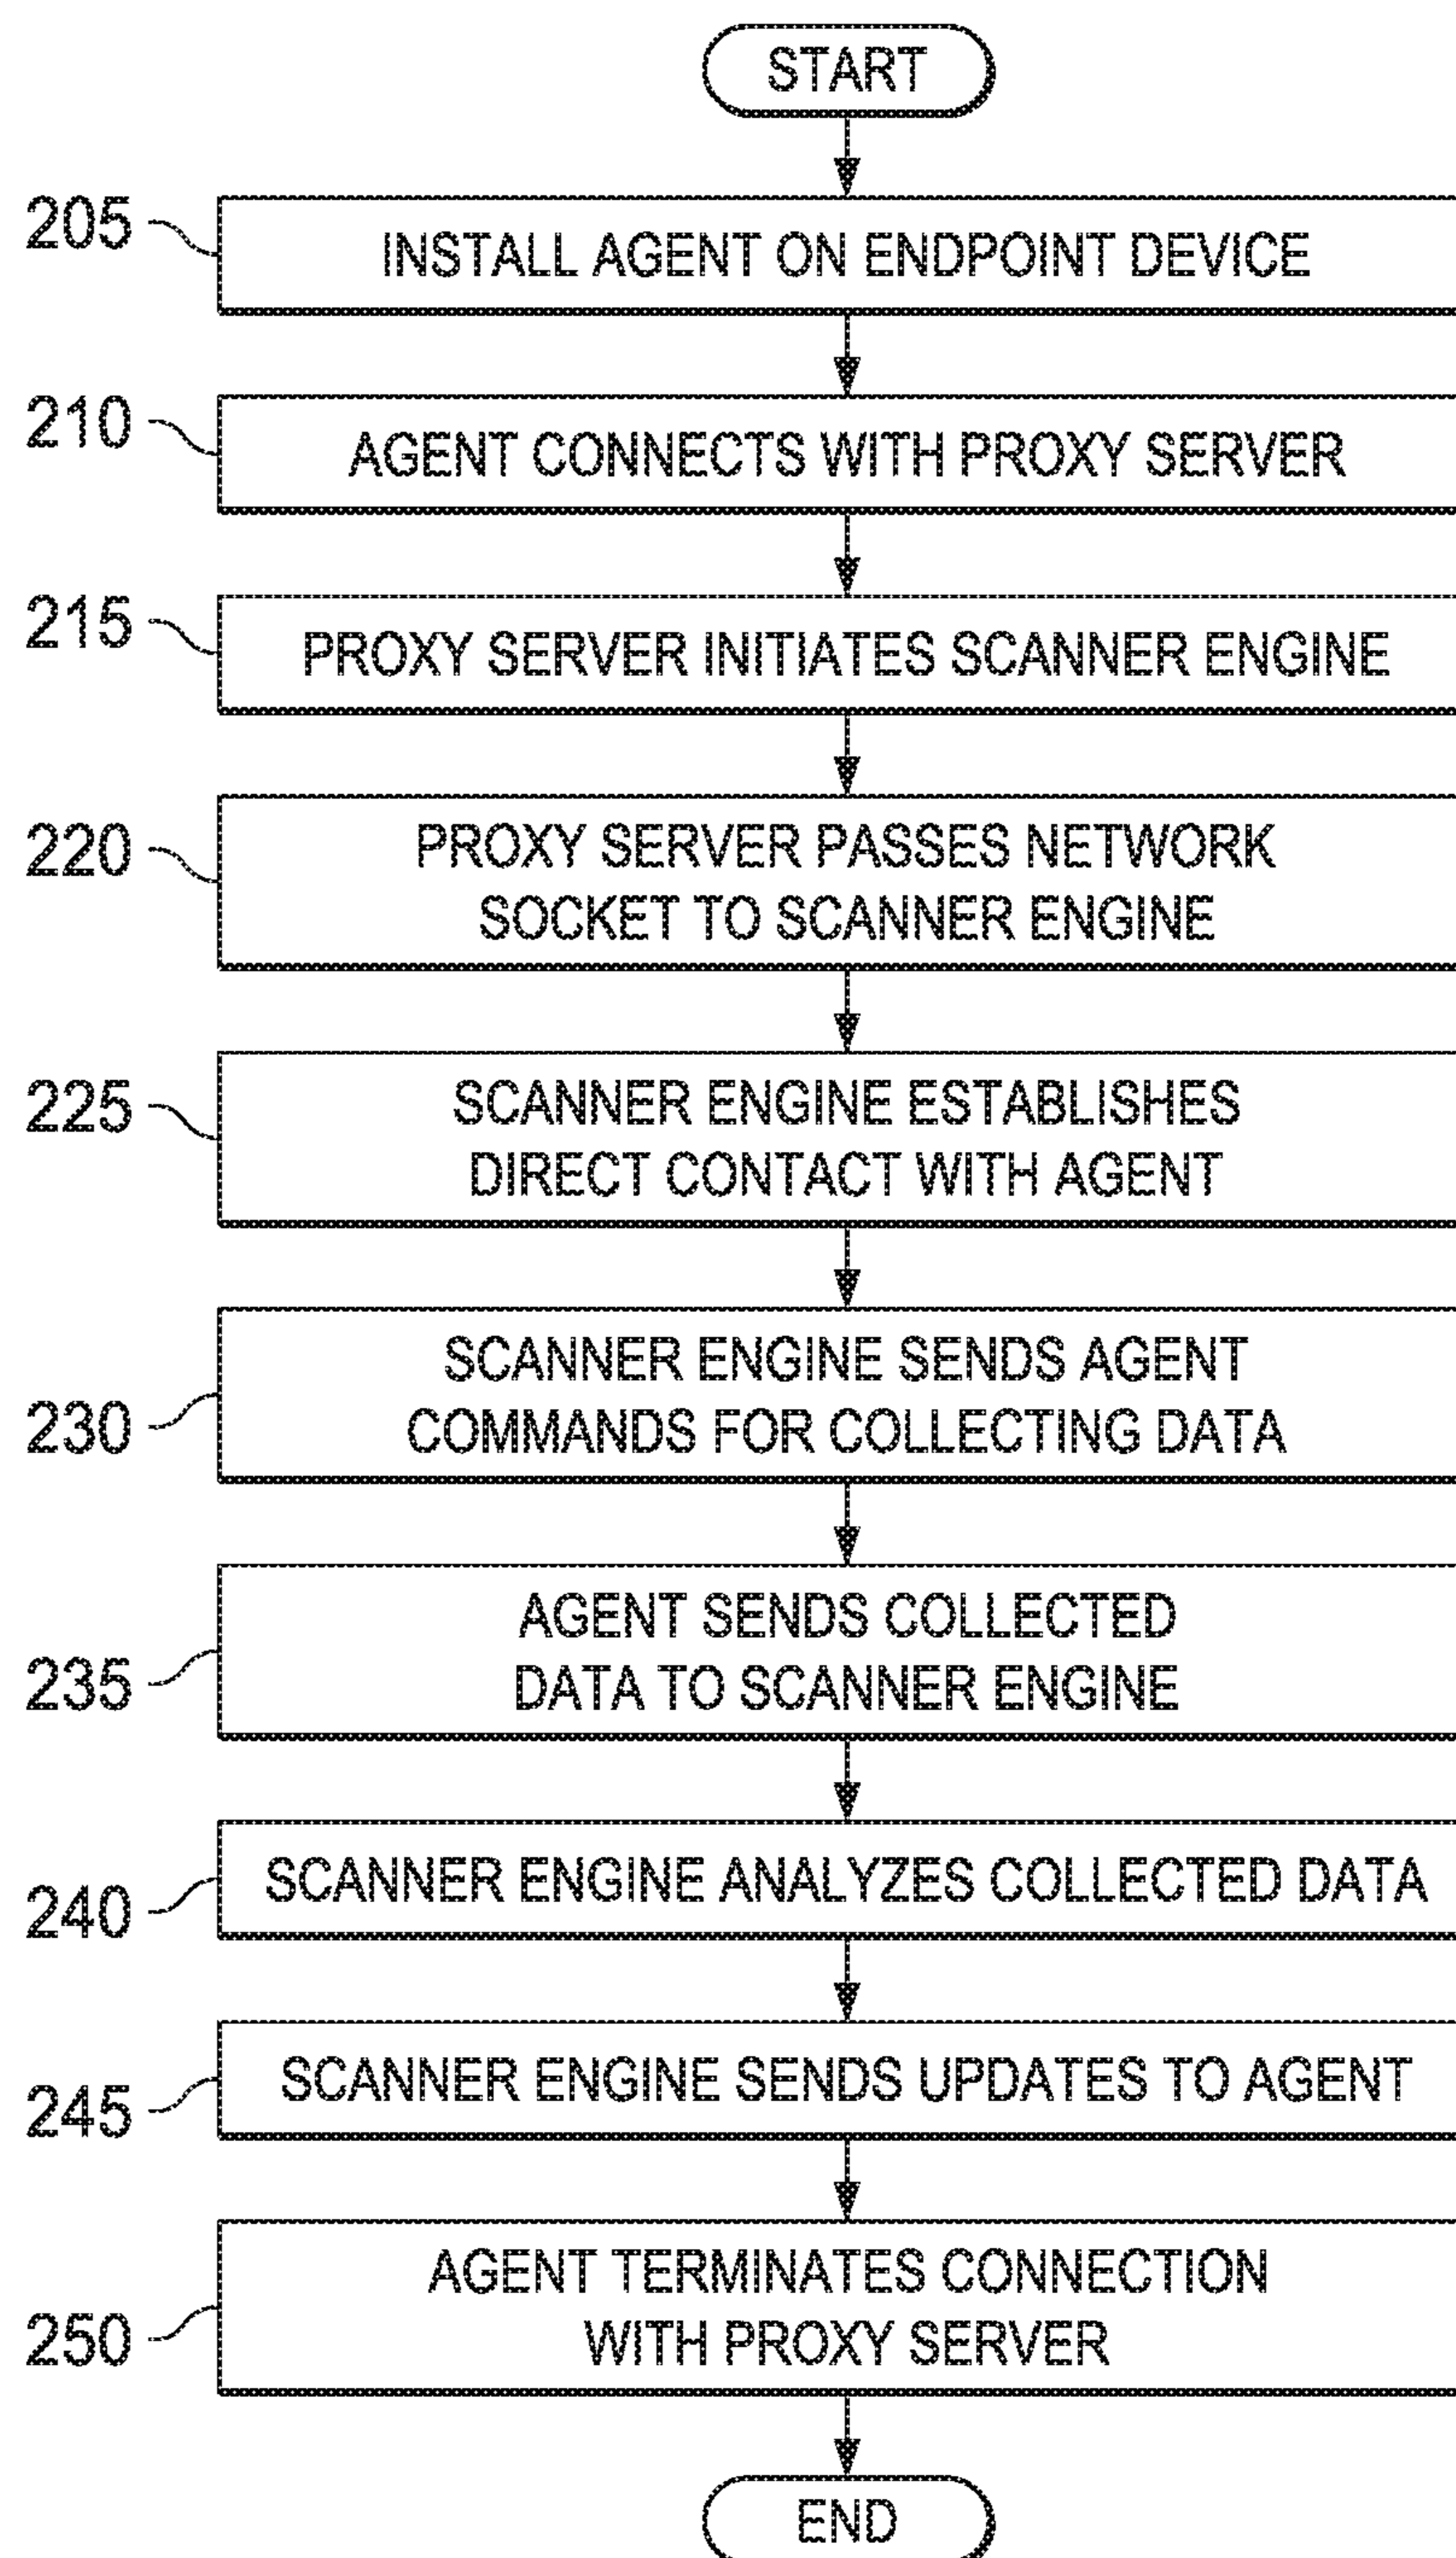 START
205
INSTALL AGENT ON ENDPOINT DEVICE
210
AGENT CONNECTS WITH PROXY SERVER
215
PROXY SERVER INITIATES SCANNER ENGINE
220
PROXY SERVER PASSES NETWORK
SOCKET TO SCANNER ENGINE
225
SCANNER ENGINE ESTABLISHES
DIRECT CONTACT WITH AGENT
230
SCANNER ENGINE SENDS AGENT
COMMANDS FOR COLLECTING DATA
235
AGENT SENDS COLLECTED
DATA TO SCANNER ENGINE
240
SCANNER ENGINE ANALYZES COLLECTED DATA
245
SCANNER ENGINE SENDS UPDATES TO AGENT
250
AGENT TERMINATES CONNECTION
WITH PROXY SERVER
END